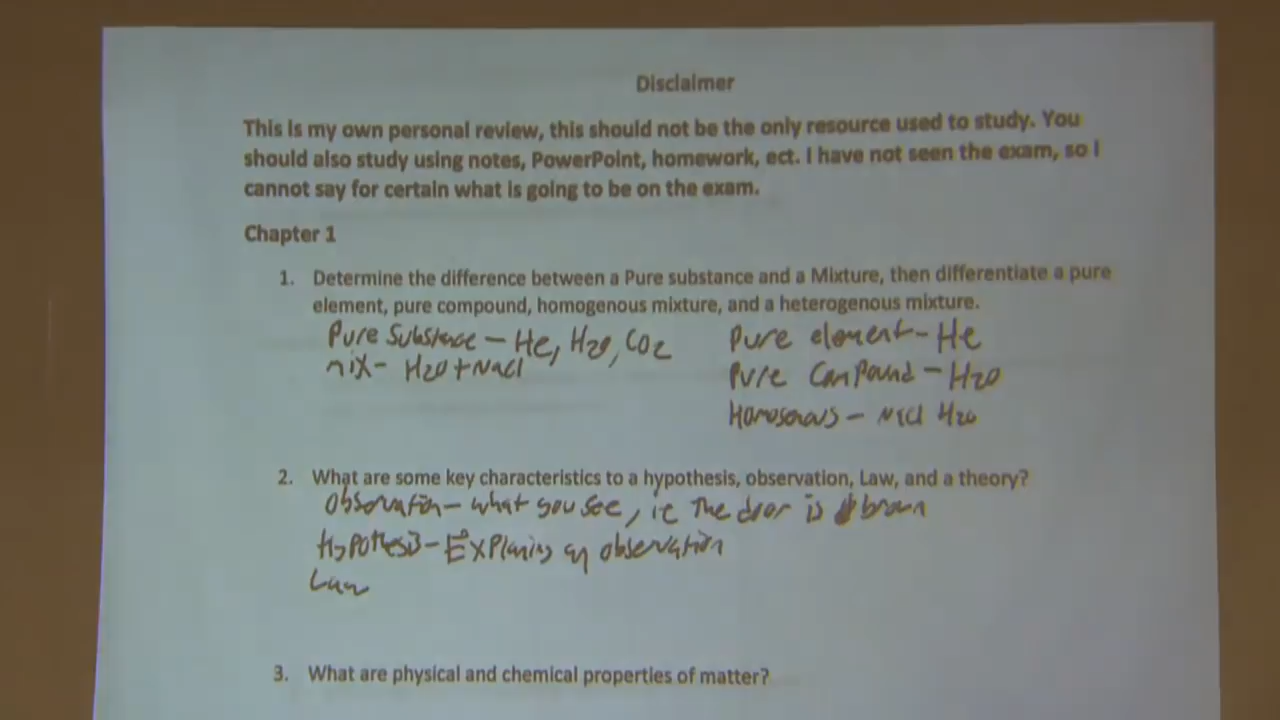 Disclaimer
This is my own personal review, this should not be the only resource used to study. You
should also study using notes, PowerPoint, homework, ect. I have not seen the exam, so I
cannot say for certain what is going to be on the exam.
Chapter 1
1. Determine the difference between a Pure substance and a Mixture, then differentiate a pure
element, pure compound, homogenous mixture, and a heterogenous mixture.
Pure Substance - He, H2O, CO2
mix - H2O + NaCl
Pure element - He
Pure Compound - H2O
Homogenous - NaCl H2O
2. What are some key characteristics to a hypothesis, observation, Law, and a theory?
Observation - what you see, ie The door is brown
Hypothesis - Explaining an observation
Law
3. What are physical and chemical properties of matter?